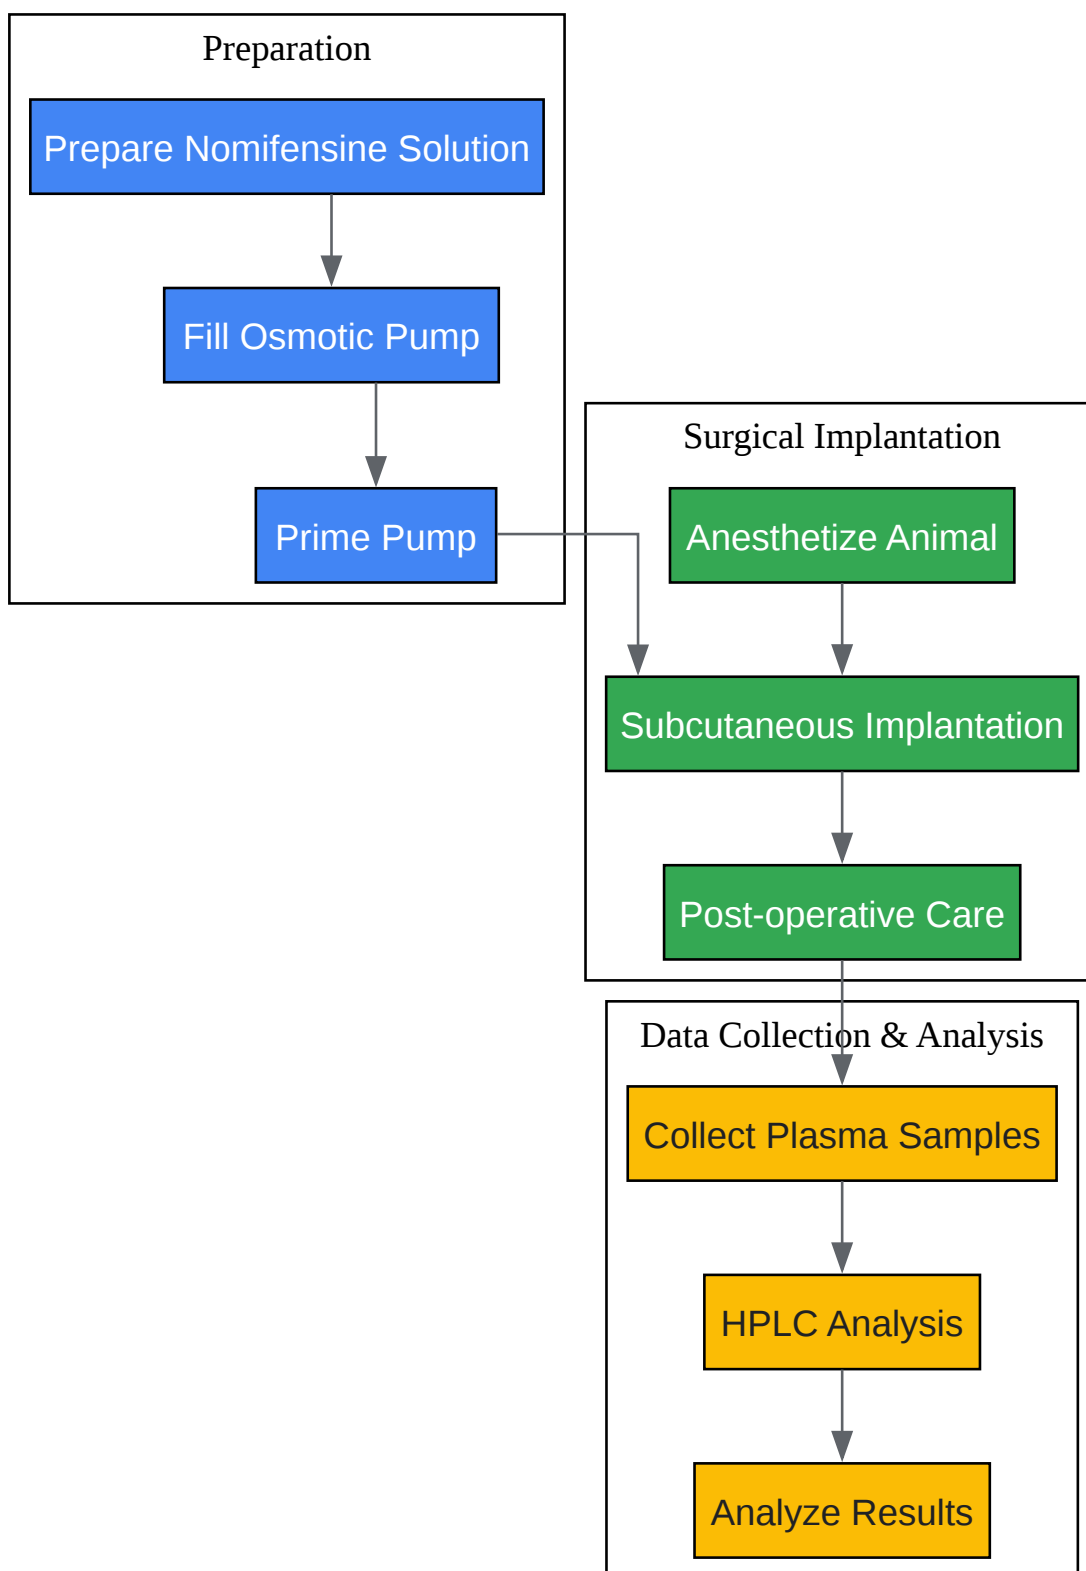 Preparation
Prepare Nomifensine Solution
Fill Osmotic Pump
Prime Pump
Surgical Implantation
Anesthetize Animal
Subcutaneous Implantation
Post-operative Care
Data Collection & Analysis
Collect Plasma Samples
HPLC Analysis
Analyze Results